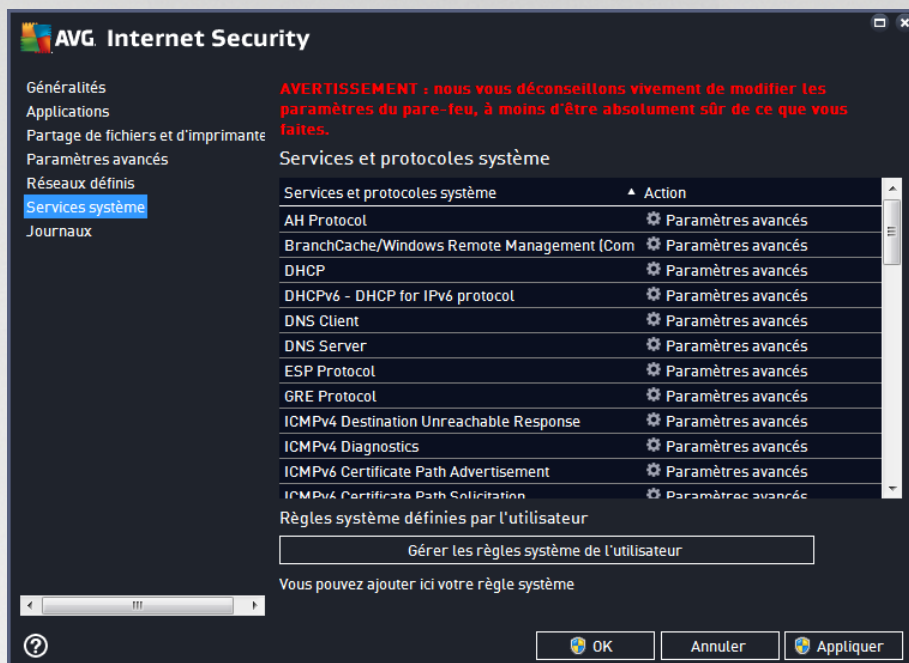 AVG. Internet Security
Généralités
Applications
Partage de fichiers et d'imprimante
Paramètres avancés
Réseaux définis
Services système
Journaux
AVERTISSEMENT : nous vous déconseillons vivement de modifier les
paramètres du pare-feu, à moins d'être absolument sûr de ce que vous
faites.
Services et protocoles système
Services et protocoles système Action
AH Protocol Paramètres avancés
BranchCache/Windows Remote Management (Com Paramètres avancés
DHCP Paramètres avancés
DHCPv6 - DHCP for IPv6 protocol Paramètres avancés
DNS Client Paramètres avancés
DNS Server Paramètres avancés
ESP Protocol Paramètres avancés
GRE Protocol Paramètres avancés
ICMPv4 Destination Unreachable Response Paramètres avancés
ICMPv4 Diagnostics Paramètres avancés
ICMPv6 Certificate Path Advertisement Paramètres avancés
ICMPv6 Certificate Path Solicitation Paramètres avancés
Règles système définies par l'utilisateur
Gérer les règles système de l'utilisateur
Vous pouvez ajouter ici votre règle système
? OK Annuler Appliquer